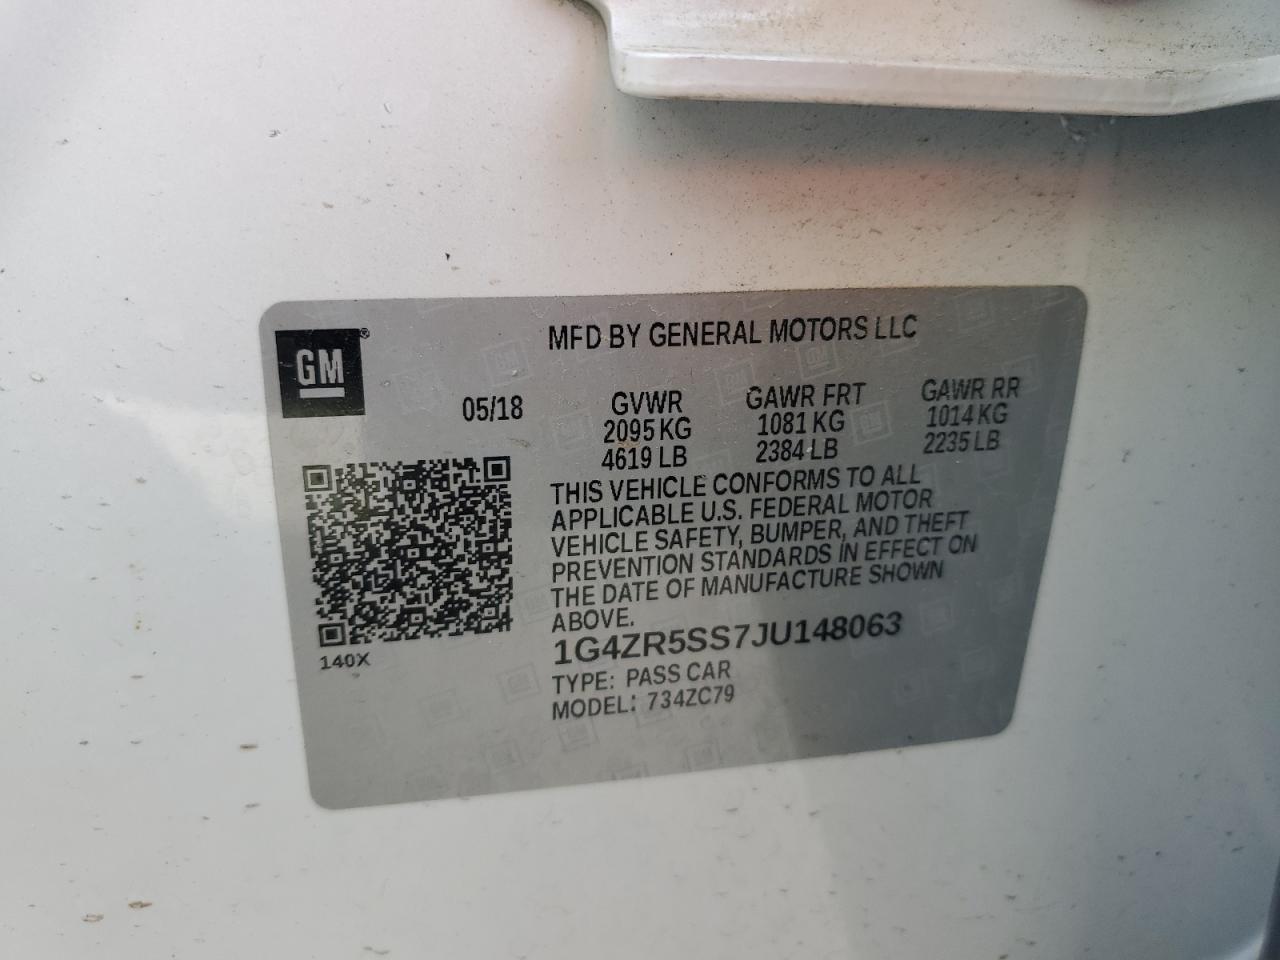 GM®
MFD BY GENERAL MOTORS LLC
05/18
GVWR GAWR FRT GAWR RR
2095 KG 1081 KG 1014 KG
4619 LB 2384 LB 2235 LB
THIS VEHICLE CONFORMS TO ALL
APPLICABLE U.S. FEDERAL MOTOR
VEHICLE SAFETY, BUMPER, AND THEFT
PREVENTION STANDARDS IN EFFECT ON
THE DATE OF MANUFACTURE SHOWN
ABOVE.
1G4ZR5SS7JU148063
140X
TYPE: PASS CAR
MODEL: 734ZC79